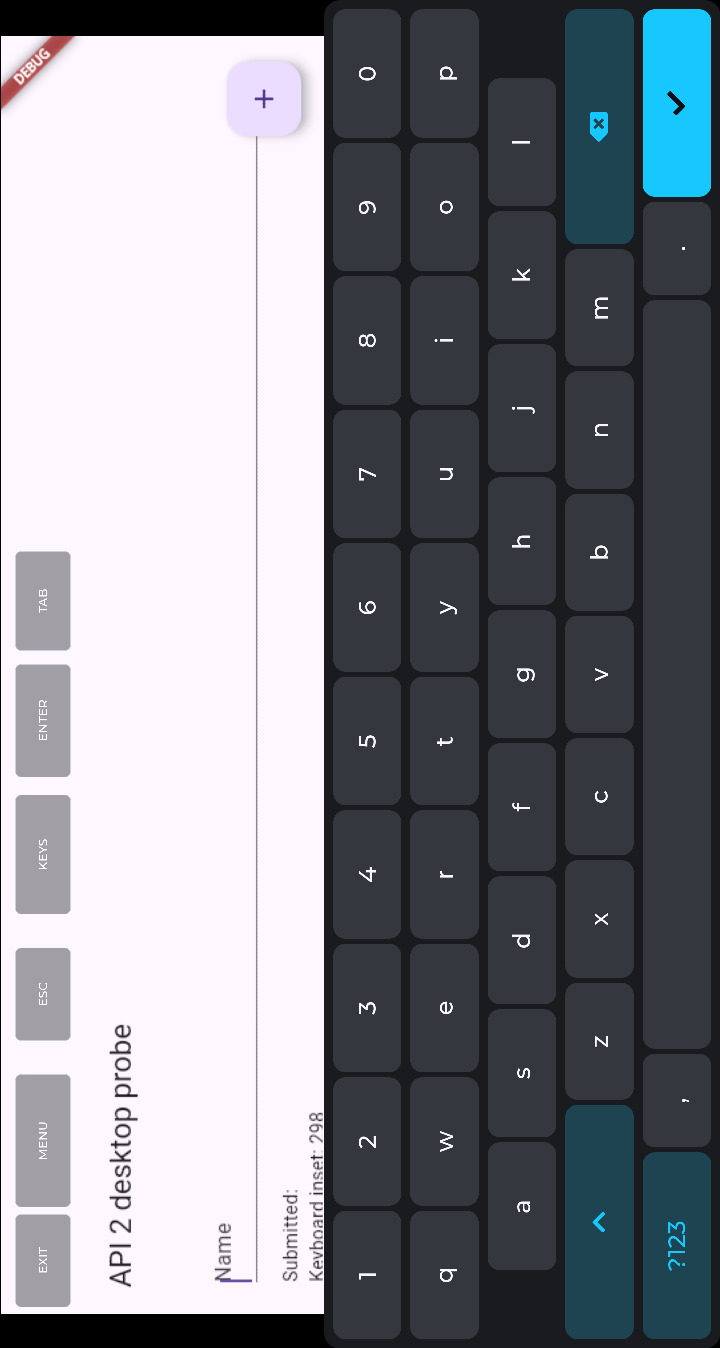 EXIT MENU ESC KEYS ENTER TAB
DEBUG
API 2 desktop probe
+
Name
Submitted:
Keyboard inset: 298
1 2 3 4 5 6 7 8 9 0
q w e r t y u i o p
a s d f g h j k l
z x c v b n m
?123 , .